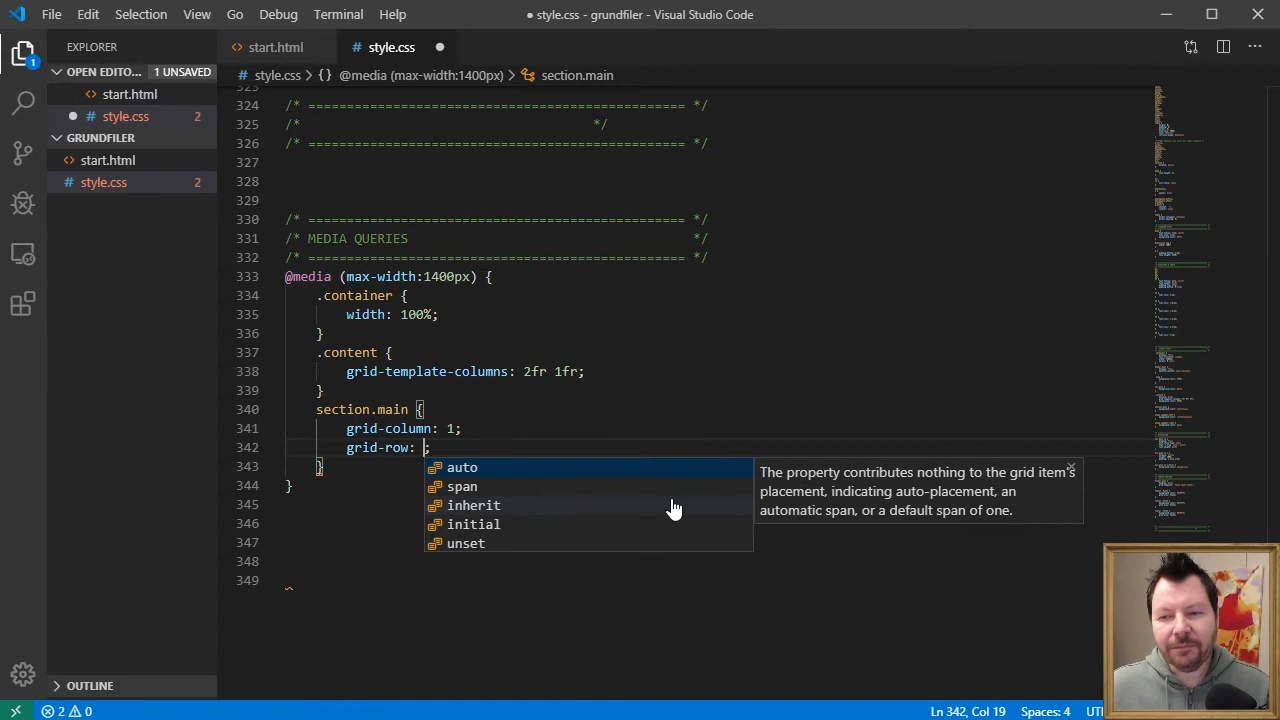 File Edit Selection View Go Debug Terminal Help
● style.css - grundfiler - Visual Studio Code
EXPLORER
start.html
style.css
OPEN EDITO... 1 UNSAVED
style.css > {} @media (max-width:1400px) > section.main
start.html
style.css 2
GRUNDFILER
start.html
style.css 2
1
323
324 /* ================================================ */
325 /* */
326 /* ================================================ */
327
328
329
330 /* ================================================ */
331 /* MEDIA QUERIES */
332 /* ================================================ */
333 @media (max-width:1400px) {
334 .container {
335 width: 100%;
336 }
337 .content {
338 grid-template-columns: 2fr 1fr;
339 }
340 section.main {
341 grid-column: 1;
342 grid-row: ;
343 }
344 }
345
346
347
348
349
auto
span
inherit
initial
unset
The property contributes nothing to the grid item's
placement, indicating auto-placement, an
automatic span, or a default span of one.
OUTLINE
2 0
Ln 342, Col 19 Spaces: 4